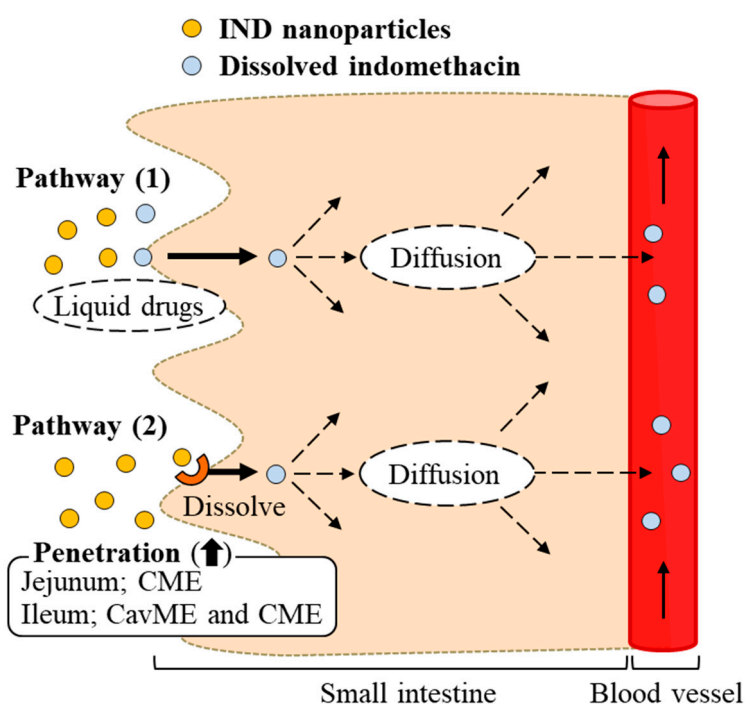 IND nanoparticles
Dissolved indomethacin
Pathway (1)
Liquid drugs
Diffusion
Pathway (2)
Dissolve
Diffusion
Penetration (⬆)
Jejunum; CME
Ileum; CavME and CME
Small intestine
Blood vessel